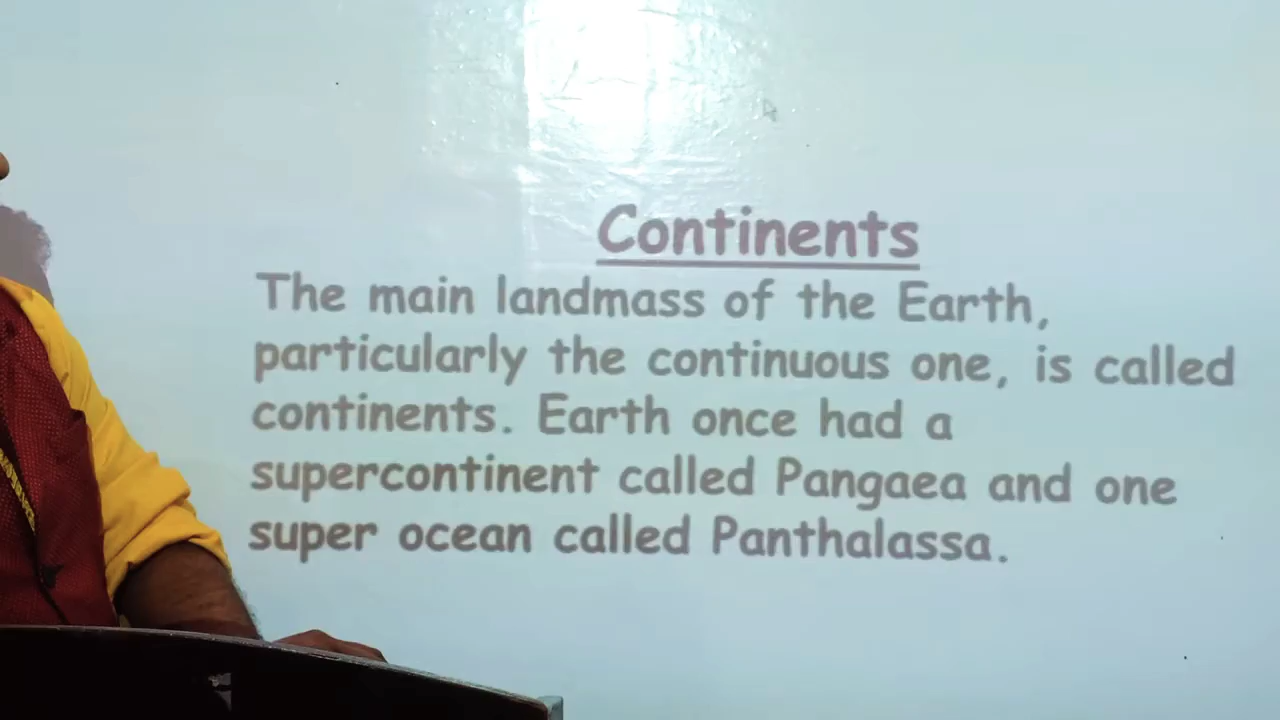 Continents
The main landmass of the Earth,
particularly the continuous one, is called
continents. Earth once had a
supercontinent called Pangaea and one
super ocean called Panthalassa.